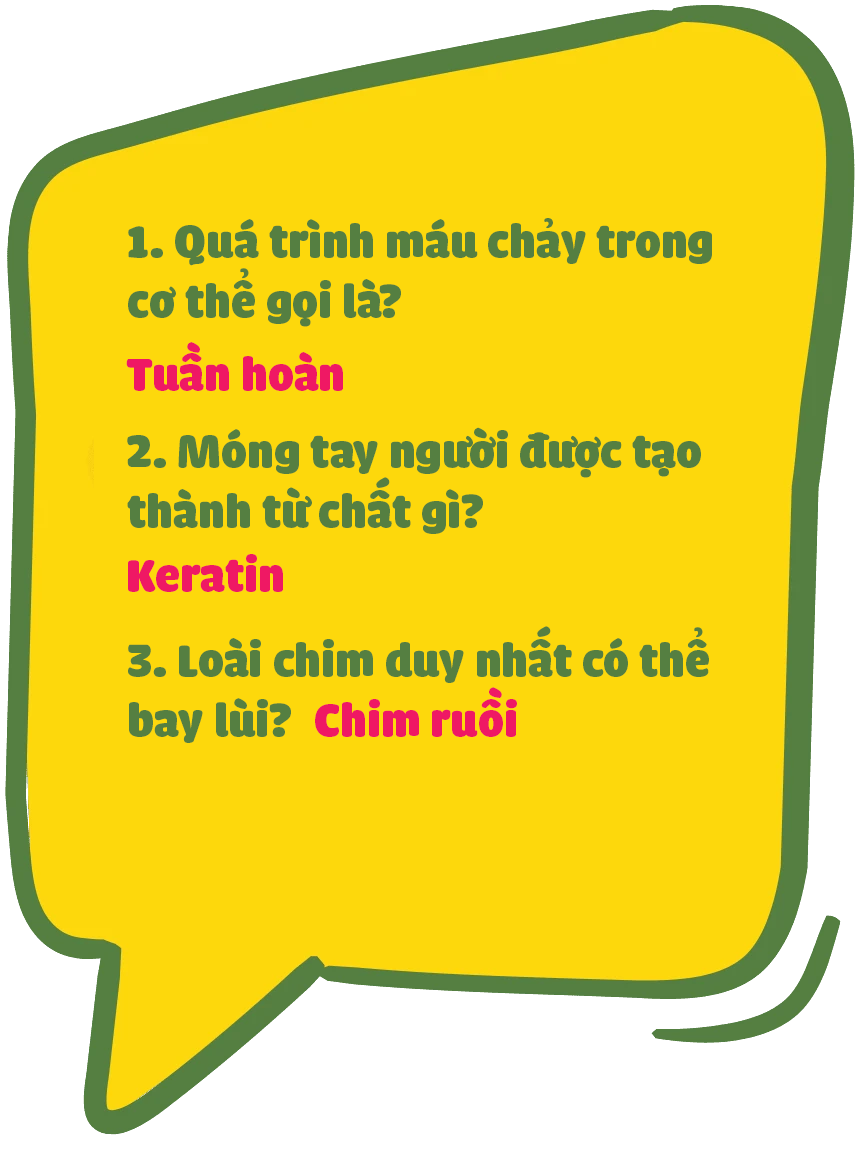 1. Quá trình máu chảy trong
cơ thể gọi là?
Tuần hoàn
2. Móng tay người được tạo
thành từ chất gì?
Keratin
3. Loài chim duy nhất có thể
bay lùi? Chim ruồi